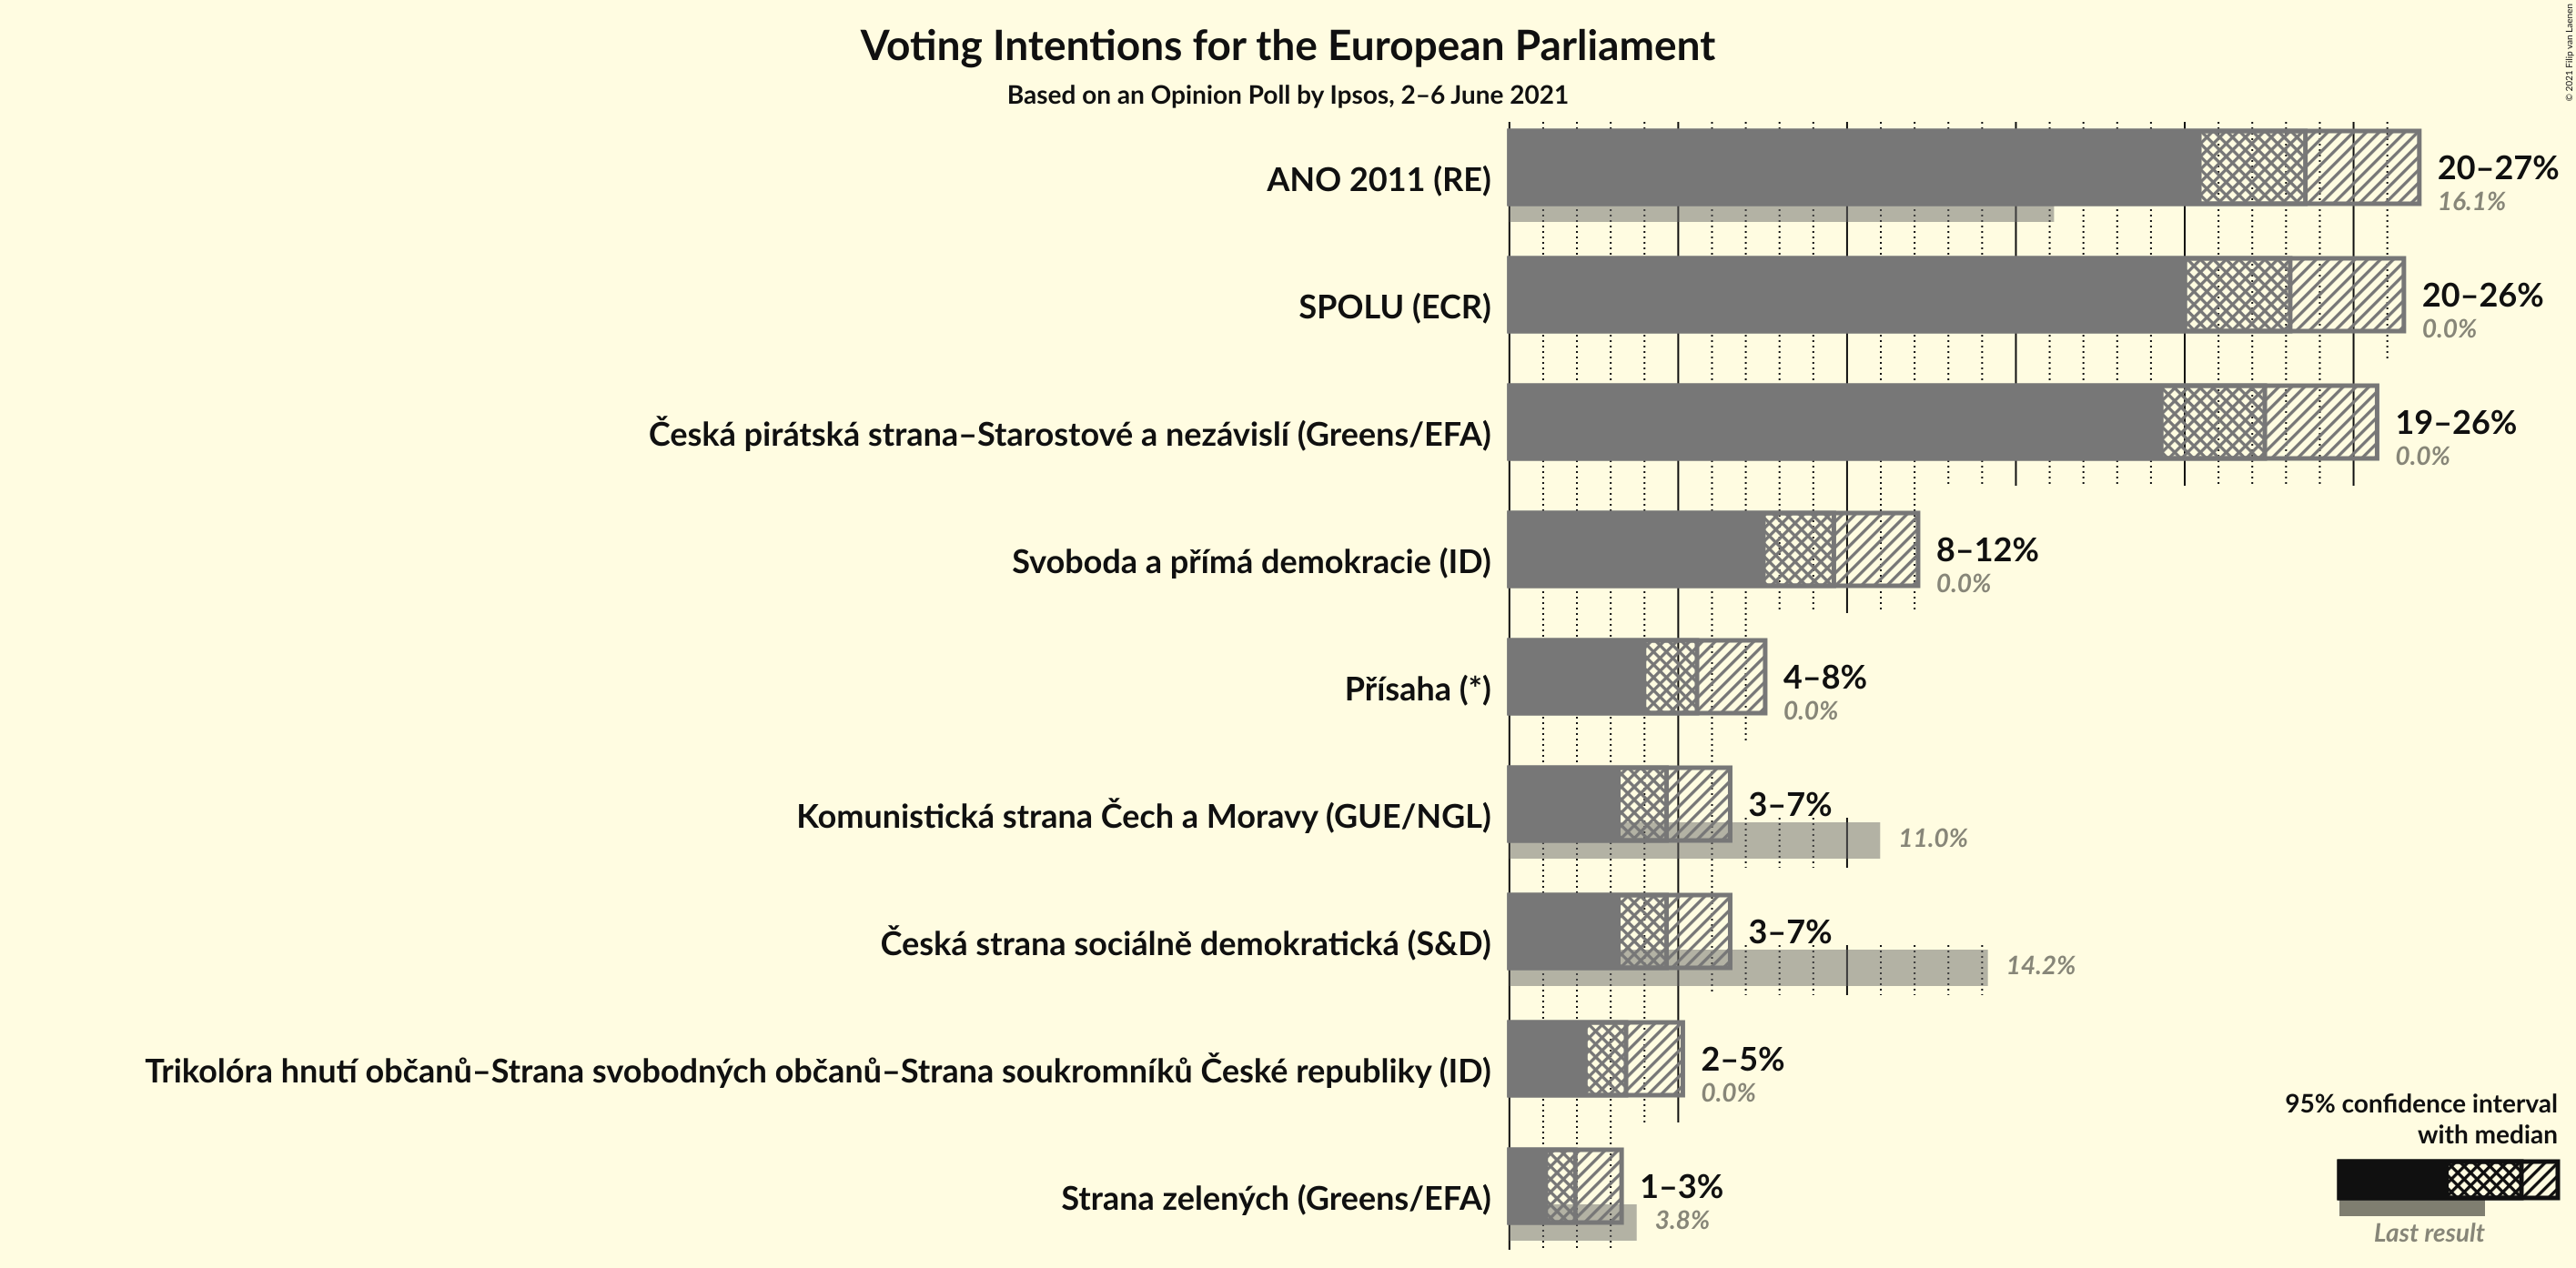 Voting Intentions for the European Parliament
Based on an Opinion Poll by Ipsos, 2–6 June 2021
© 2021 Filip van Laenen
ANO 2011 (RE)
20–27%
16.1%
SPOLU (ECR)
20–26%
0.0%
Česká pirátská strana–Starostové a nezávislí (Greens/EFA)
19–26%
0.0%
Svoboda a přímá demokracie (ID)
8–12%
0.0%
Přísaha (*)
4–8%
0.0%
Komunistická strana Čech a Moravy (GUE/NGL)
3–7%
11.0%
Česká strana sociálně demokratická (S&D)
3–7%
14.2%
Trikolóra hnutí občanů–Strana svobodných občanů–Strana soukromníků České republiky (ID)
2–5%
0.0%
Strana zelených (Greens/EFA)
1–3%
3.8%
95% confidence interval
with median
Last result